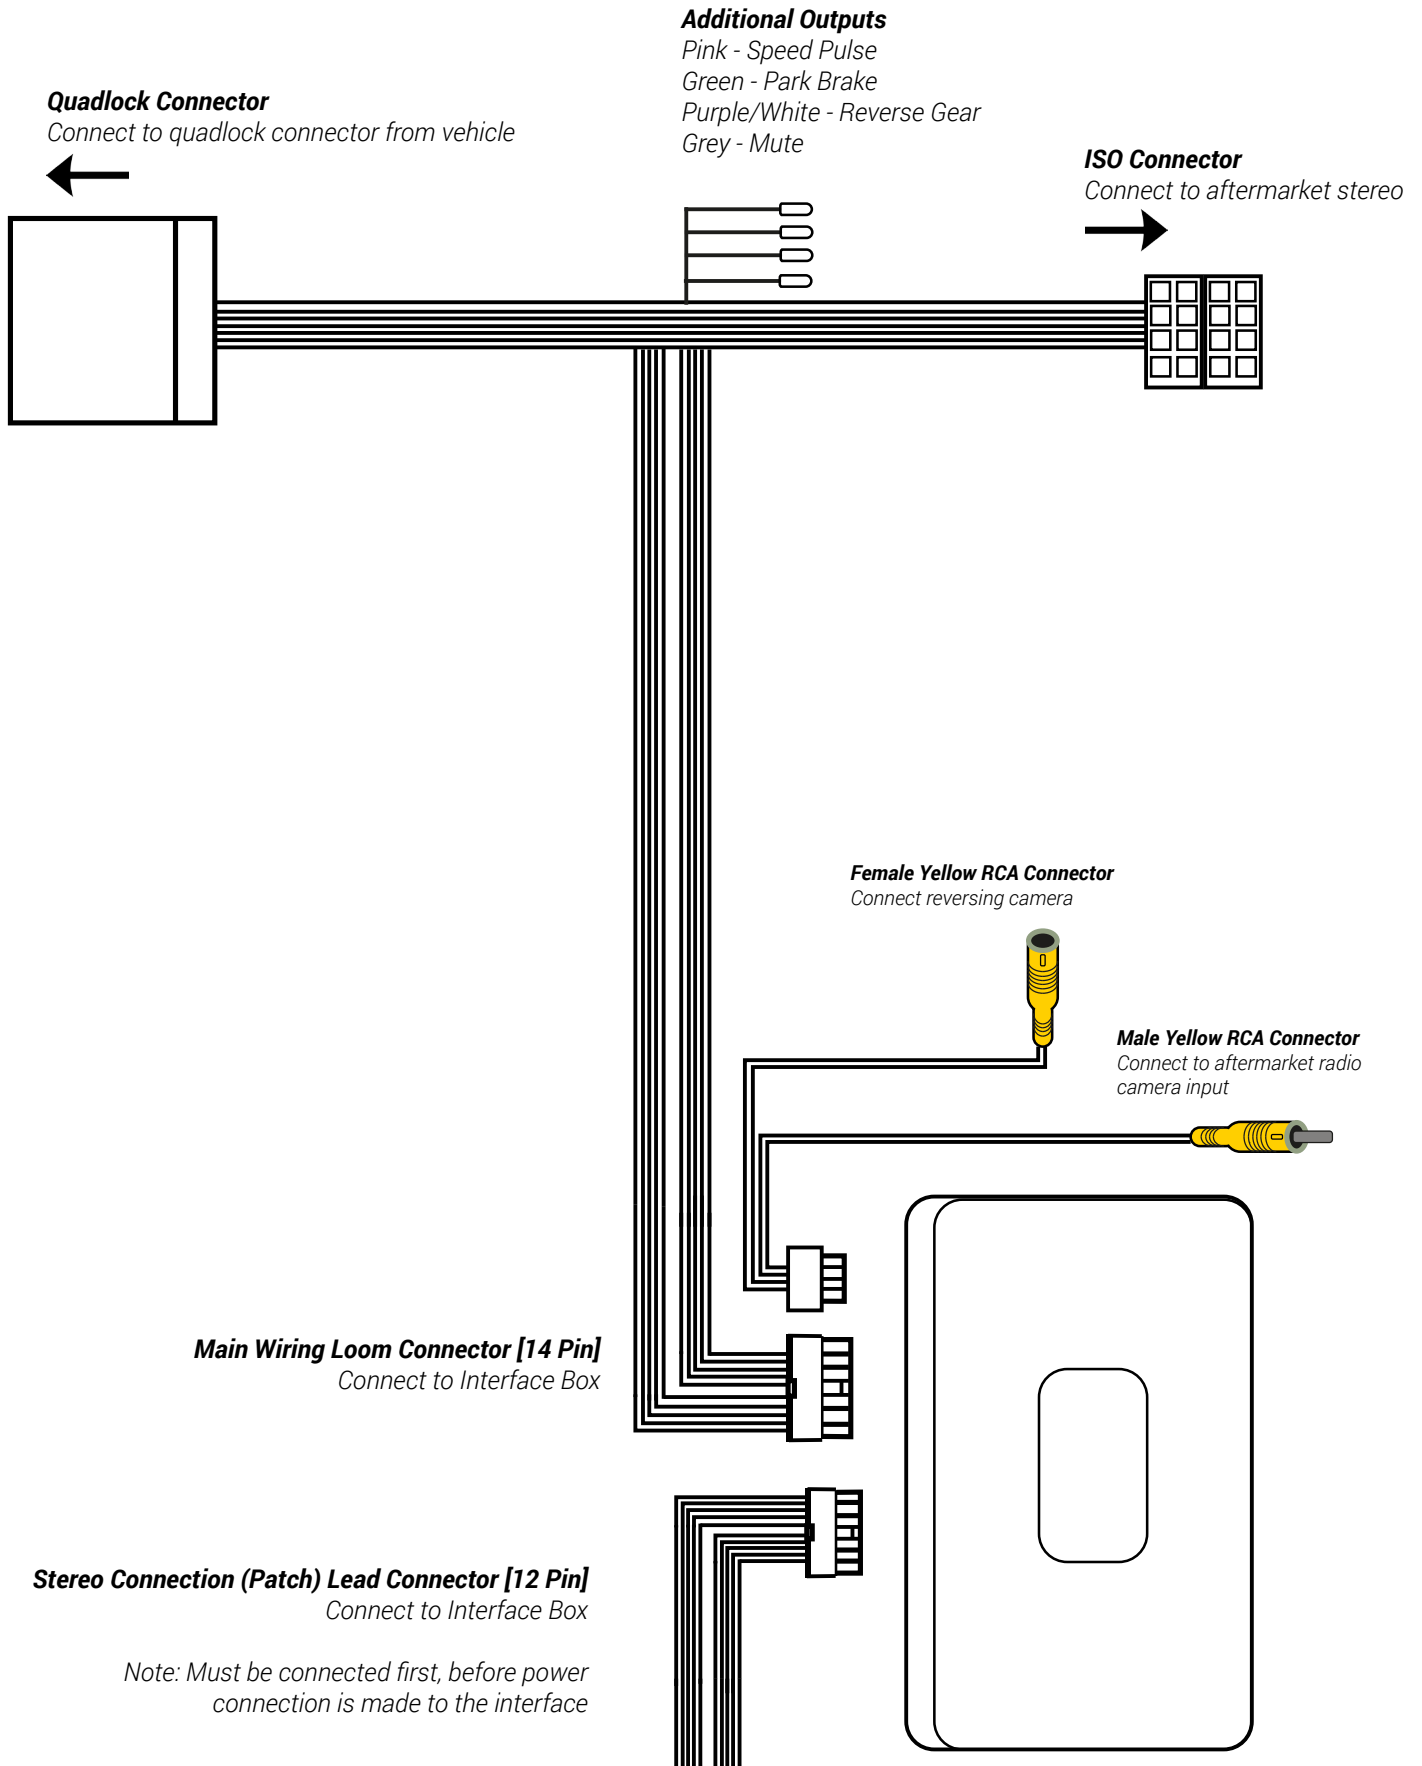 Additional Outputs
Pink - Speed Pulse
Green - Park Brake
Purple/White - Reverse Gear
Grey - Mute
Quadlock Connector
Connect to quadlock connector from vehicle
ISO Connector
Connect to aftermarket stereo
Female Yellow RCA Connector
Connect reversing camera
Male Yellow RCA Connector
Connect to aftermarket radio
camera input
Main Wiring Loom Connector [14 Pin]
Connect to Interface Box
Stereo Connection (Patch) Lead Connector [12 Pin]
Connect to Interface Box
Note: Must be connected first, before power
connection is made to the interface